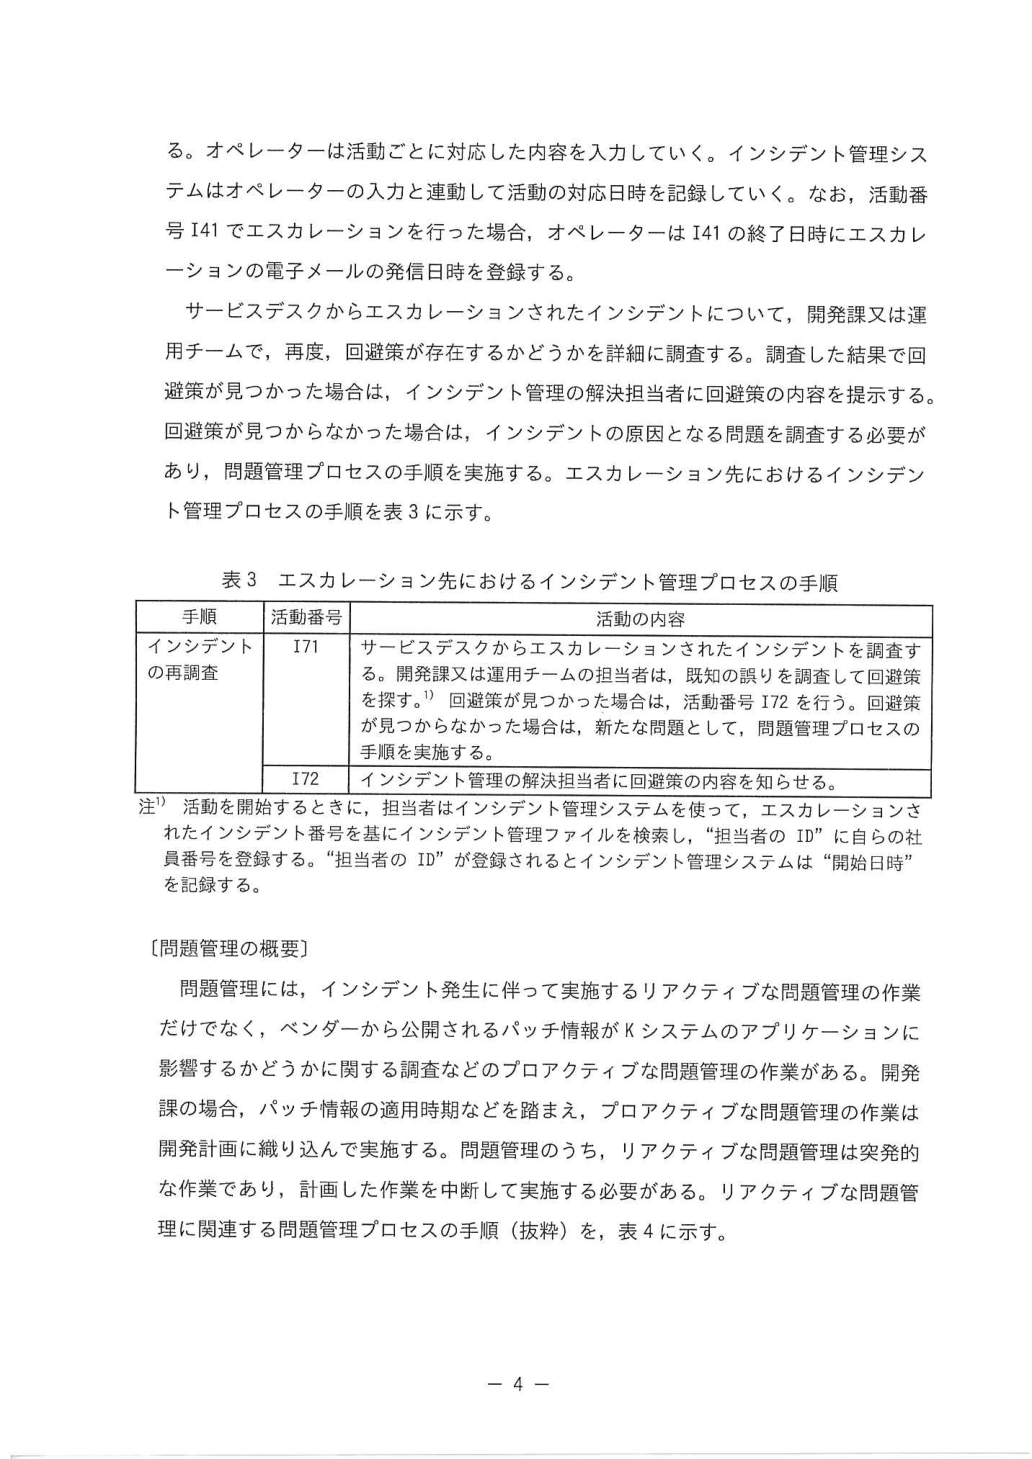 る。オペレーターは活動ごとに対応した内容を入力していく。インシデント管理シス
テムはオペレーターの入力と連動して活動の対応日時を記録していく。なお，活動番
号 I41 でエスカレーションを行った場合，オペレーターは I41 の終了日時にエスカレ
ーションの電子メールの発信日時を登録する。
サービスデスクからエスカレーションされたインシデントについて，開発課又は運
用チームで，再度，回避策が存在するかどうかを詳細に調査する。調査した結果で回
避策が見つかった場合は，インシデント管理の解決担当者に回避策の内容を提示する。
回避策が見つからなかった場合は，インシデントの原因となる問題を調査する必要が
あり，問題管理プロセスの手順を実施する。エスカレーション先におけるインシデン
ト管理プロセスの手順を表 3 に示す。
表 3　エスカレーション先におけるインシデント管理プロセスの手順
手順　活動番号　活動の内容
インシデント　I71　サービスデスクからエスカレーションされたインシデントを調査す
の再調査　る。開発課又は運用チームの担当者は，既知の誤りを調査して回避策
を探す。1)　回避策が見つかった場合は，活動番号 I72 を行う。回避策
が見つからなかった場合は，新たな問題として，問題管理プロセスの
手順を実施する。
I72　インシデント管理の解決担当者に回避策の内容を知らせる。
注1)　活動を開始するときに，担当者はインシデント管理システムを使って，エスカレーションさ
れたインシデント番号を基にインシデント管理ファイルを検索し，“担当者の ID” に自らの社
員番号を登録する。“担当者の ID” が登録されるとインシデント管理システムは “開始日時”
を記録する。
〔問題管理の概要〕
問題管理には，インシデント発生に伴って実施するリアクティブな問題管理の作業
だけでなく，ベンダーから公開されるパッチ情報が K システムのアプリケーションに
影響するかどうかに関する調査などのプロアクティブな問題管理の作業がある。開発
課の場合，パッチ情報の適用時期などを踏まえ，プロアクティブな問題管理の作業は
開発計画に織り込んで実施する。問題管理のうち，リアクティブな問題管理は突発的
な作業であり，計画した作業を中断して実施する必要がある。リアクティブな問題管
理に関連する問題管理プロセスの手順（抜粋）を，表 4 に示す。
― 4 ―